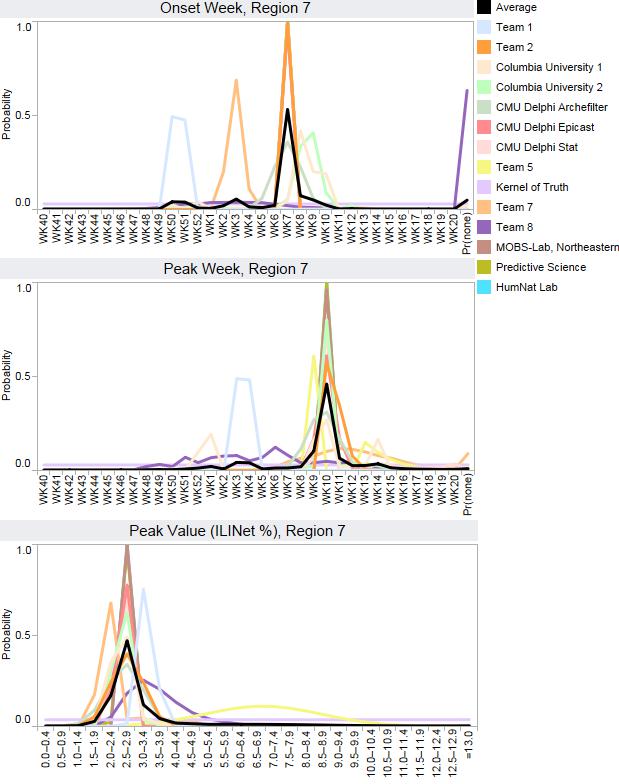 Onset Week, Region 7
Probability
1.0
0.5
0.0
WK40
WK41
WK42
WK43
WK44
WK45
WK46
WK47
WK48
WK49
WK50
WK51
WK52
WK1
WK2
WK3
WK4
WK5
WK6
WK7
WK8
WK9
WK10
WK11
WK12
WK13
WK14
WK15
WK16
WK17
WK18
WK19
WK20
Pr(none)
Average
Team 1
Team 2
Columbia University 1
Columbia University 2
CMU Delphi Archefilter
CMU Delphi Epicast
CMU Delphi Stat
Team 5
Kernel of Truth
Team 7
Team 8
MOBS-Lab, Northeastern
Predictive Science
HumNat Lab
Peak Week, Region 7
Probability
1.0
0.5
0.0
WK40
WK41
WK42
WK43
WK44
WK45
WK46
WK47
WK48
WK49
WK50
WK51
WK52
WK1
WK2
WK3
WK4
WK5
WK6
WK7
WK8
WK9
WK10
WK11
WK12
WK13
WK14
WK15
WK16
WK17
WK18
WK19
WK20
Pr(none)
Peak Value (ILINet %), Region 7
Probability
1.0
0.5
0.0
0.0–0.4
0.5–0.9
1.0–1.4
1.5–1.9
2.0–2.4
2.5–2.9
3.0–3.4
3.5–3.9
4.0–4.4
4.5–4.9
5.0–5.4
5.5–5.9
6.0–6.4
6.5–6.9
7.0–7.4
7.5–7.9
8.0–8.4
8.5–8.9
9.0–9.4
9.5–9.9
10.0–10.4
10.5–10.9
11.0–11.4
11.5–11.9
12.0–12.4
12.5–12.9
=13.0